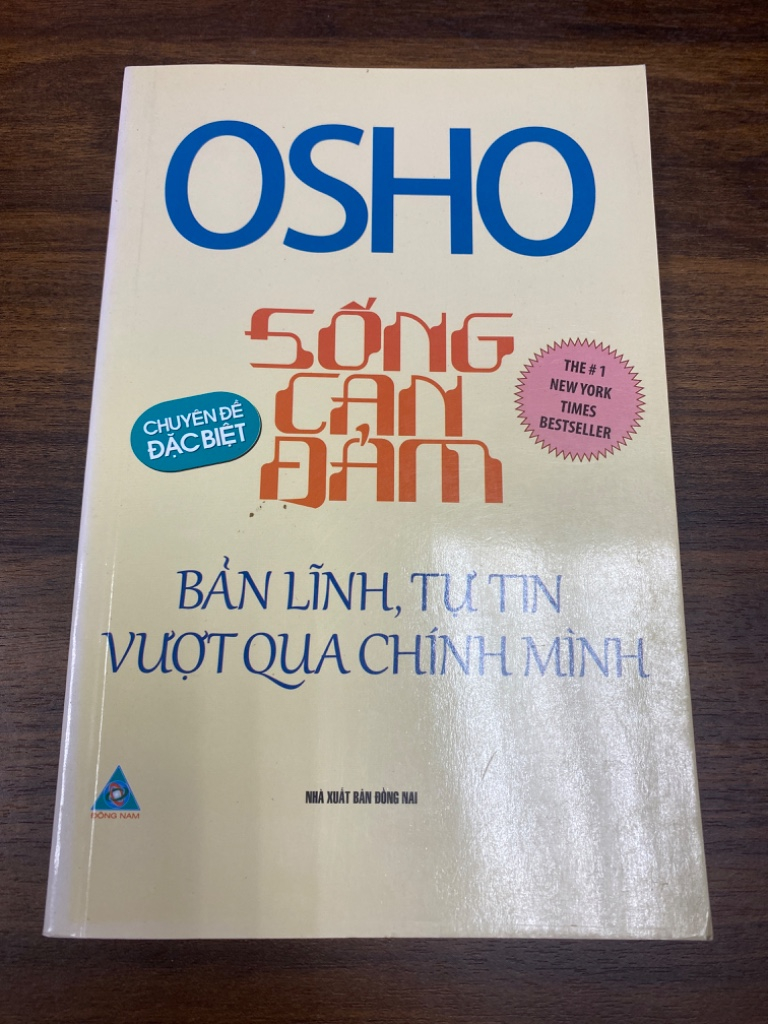 OSHO
SỐNG
CAN
ĐẢM
CHUYÊN ĐỀ
ĐẶC BIỆT
THE # 1
NEW YORK
TIMES
BESTSELLER
BẢN LĨNH, TỰ TIN
VƯỢT QUA CHÍNH MÌNH
ĐÔNG NAM
NHÀ XUẤT BẢN ĐỒNG NAI